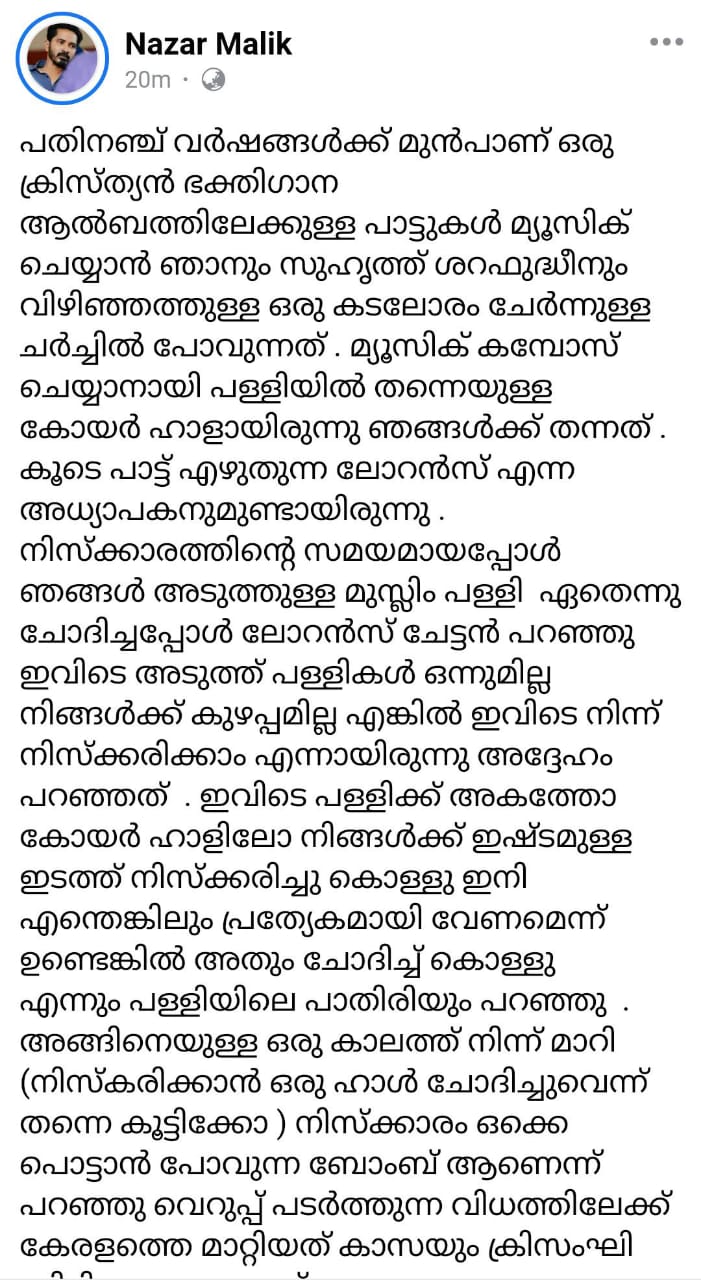 Nazar Malik
20m ·
പതിനഞ്ച് വർഷങ്ങൾക്ക് മുൻപാണ് ഒരു
ക്രിസ്ത്യൻ ഭക്തിഗാന
ആൽബത്തിലേക്കുള്ള പാട്ടുകൾ മ്യൂസിക്
ചെയ്യാൻ ഞാനും സുഹൃത്ത് ശറഫുദ്ധീനും
വിഴിഞ്ഞത്തുള്ള ഒരു കടലോരം ചേർന്നുള്ള
ചർച്ചിൽ പോവുന്നത് . മ്യൂസിക് കമ്പോസ്
ചെയ്യാനായി പള്ളിയിൽ തന്നെയുള്ള
കോയർ ഹാളായിരുന്നു ഞങ്ങൾക്ക് തന്നത് .
കൂടെ പാട്ട് എഴുതുന്ന ലോറൻസ് എന്ന
അധ്യാപകനുമുണ്ടായിരുന്നു .
നിസ്ക്കാരത്തിന്റെ സമയമായപ്പോൾ
ഞങ്ങൾ അടുത്തുള്ള മുസ്ലിം പള്ളി ഏതെന്നു
ചോദിച്ചപ്പോൾ ലോറൻസ് ചേട്ടൻ പറഞ്ഞു
ഇവിടെ അടുത്ത് പള്ളികൾ ഒന്നുമില്ല
നിങ്ങൾക്ക് കുഴപ്പമില്ല എങ്കിൽ ഇവിടെ നിന്ന്
നിസ്ക്കരിക്കാം എന്നായിരുന്നു അദ്ദേഹം
പറഞ്ഞത് . ഇവിടെ പള്ളിക്ക് അകത്തോ
കോയർ ഹാളിലോ നിങ്ങൾക്ക് ഇഷ്ടമുള്ള
ഇടത്ത് നിസ്ക്കരിച്ചു കൊള്ളു ഇനി
എന്തെങ്കിലും പ്രത്യേകമായി വേണമെന്ന്
ഉണ്ടെങ്കിൽ അതും ചോദിച്ച് കൊള്ളു
എന്നും പള്ളിയിലെ പാതിരിയും പറഞ്ഞു .
അങ്ങിനെയുള്ള ഒരു കാലത്ത് നിന്ന് മാറി
(നിസ്കരിക്കാൻ ഒരു ഹാൾ ചോദിച്ചുവെന്ന്
തന്നെ കൂട്ടിക്കോ ) നിസ്ക്കാരം ഒക്കെ
പൊട്ടാൻ പോവുന്ന ബോംബ് ആണെന്ന്
പറഞ്ഞു വെറുപ്പ് പടർത്തുന്ന വിധത്തിലേക്ക്
കേരളത്തെ മാറ്റിയത് കാസയും ക്രിസംഘി